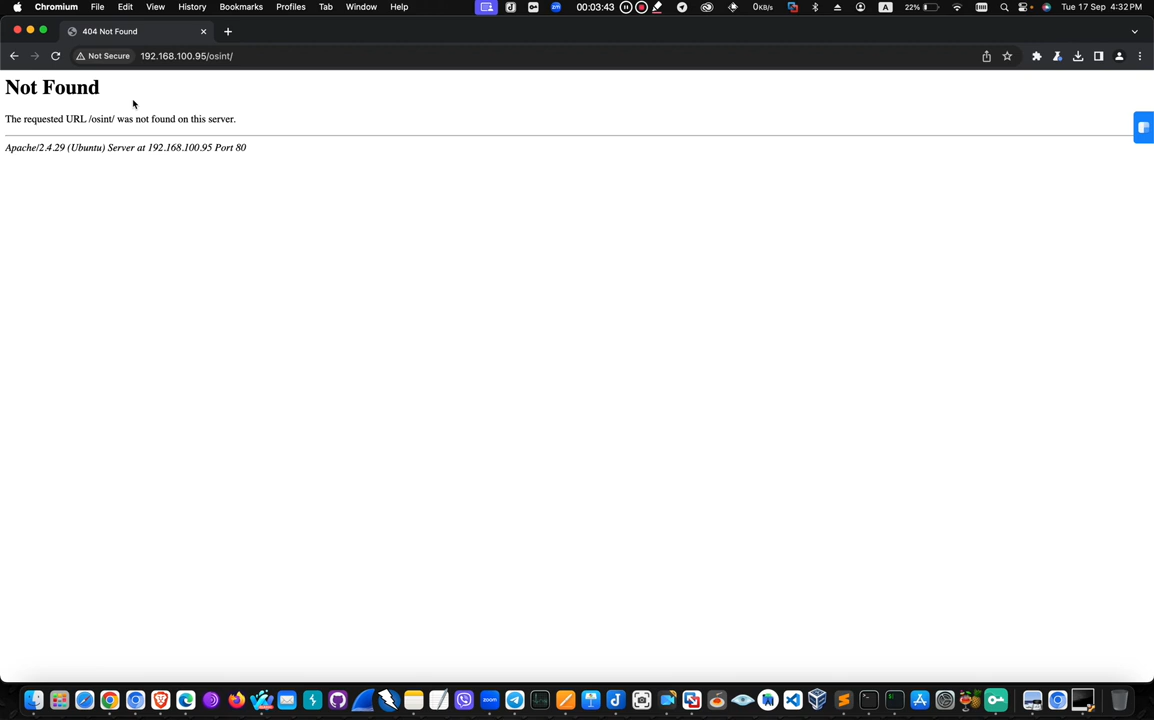 Chromium File Edit View History Bookmarks Profiles Tab Window Help 00:03:43 0KB/s A 22% Tue 17 Sep 4:32 PM
404 Not Found
Not Secure 192.168.100.95/osint/
Not Found
The requested URL /osint/ was not found on this server.
Apache/2.4.29 (Ubuntu) Server at 192.168.100.95 Port 80